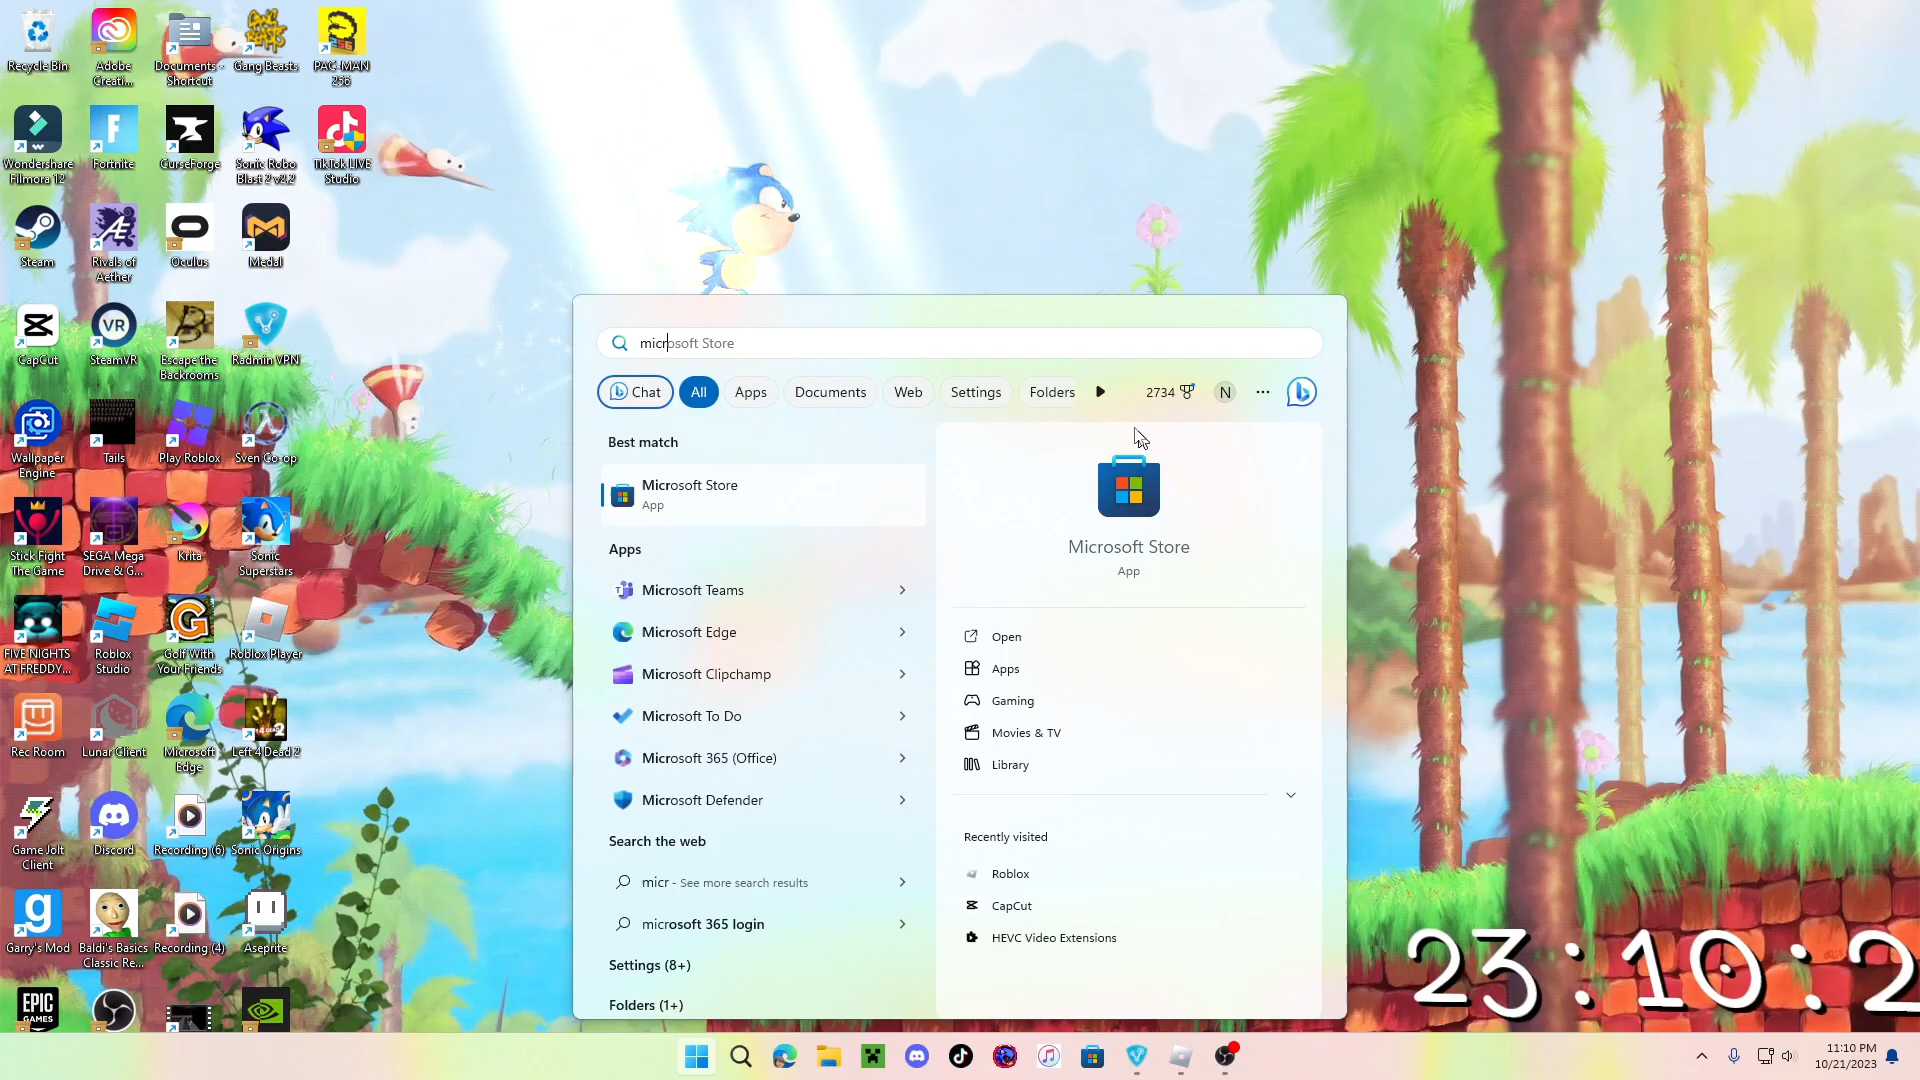 Recycle Bin
Adobe
Creati...
Documents -
Shortcut
Gang Beasts
PAC-MAN
256
Wondershare
Filmora 12
Fortnite
CurseForge
Sonic Robo
Blast 2 v2.2
TikTok LIVE
Studio
Steam
Rivals of
Aether
Oculus
Medal
CapCut
SteamVR
Escape the
Backrooms
Radmin VPN
Wallpaper
Engine
Tails
Play Roblox
Sven Co-op
Stick Fight
The Game
SEGA Mega
Drive & G...
Krita
Sonic
Superstars
FIVE NIGHTS
AT FREDDY...
Roblox
Studio
Golf With
Your Friends
Roblox Player
Rec Room
Lunar Client
Microsoft
Edge
Left 4 Dead 2
Game Jolt
Client
Discord
Recording (6)
Sonic Origins
Garry's Mod
Baldi's Basics
Classic Re...
Recording (4)
Aseprite
EPIC
GAMES
microsoft Store
Chat
All
Apps
Documents
Web
Settings
Folders
2734
N
Best match
Microsoft Store
App
Apps
Microsoft Teams
Microsoft Edge
Microsoft Clipchamp
Microsoft To Do
Microsoft 365 (Office)
Microsoft Defender
Search the web
micr - See more search results
microsoft 365 login
Settings (8+)
Folders (1+)
Microsoft Store
App
Open
Apps
Gaming
Movies & TV
Library
Recently visited
Roblox
CapCut
HEVC Video Extensions
23:10:2
11:10 PM
10/21/2023